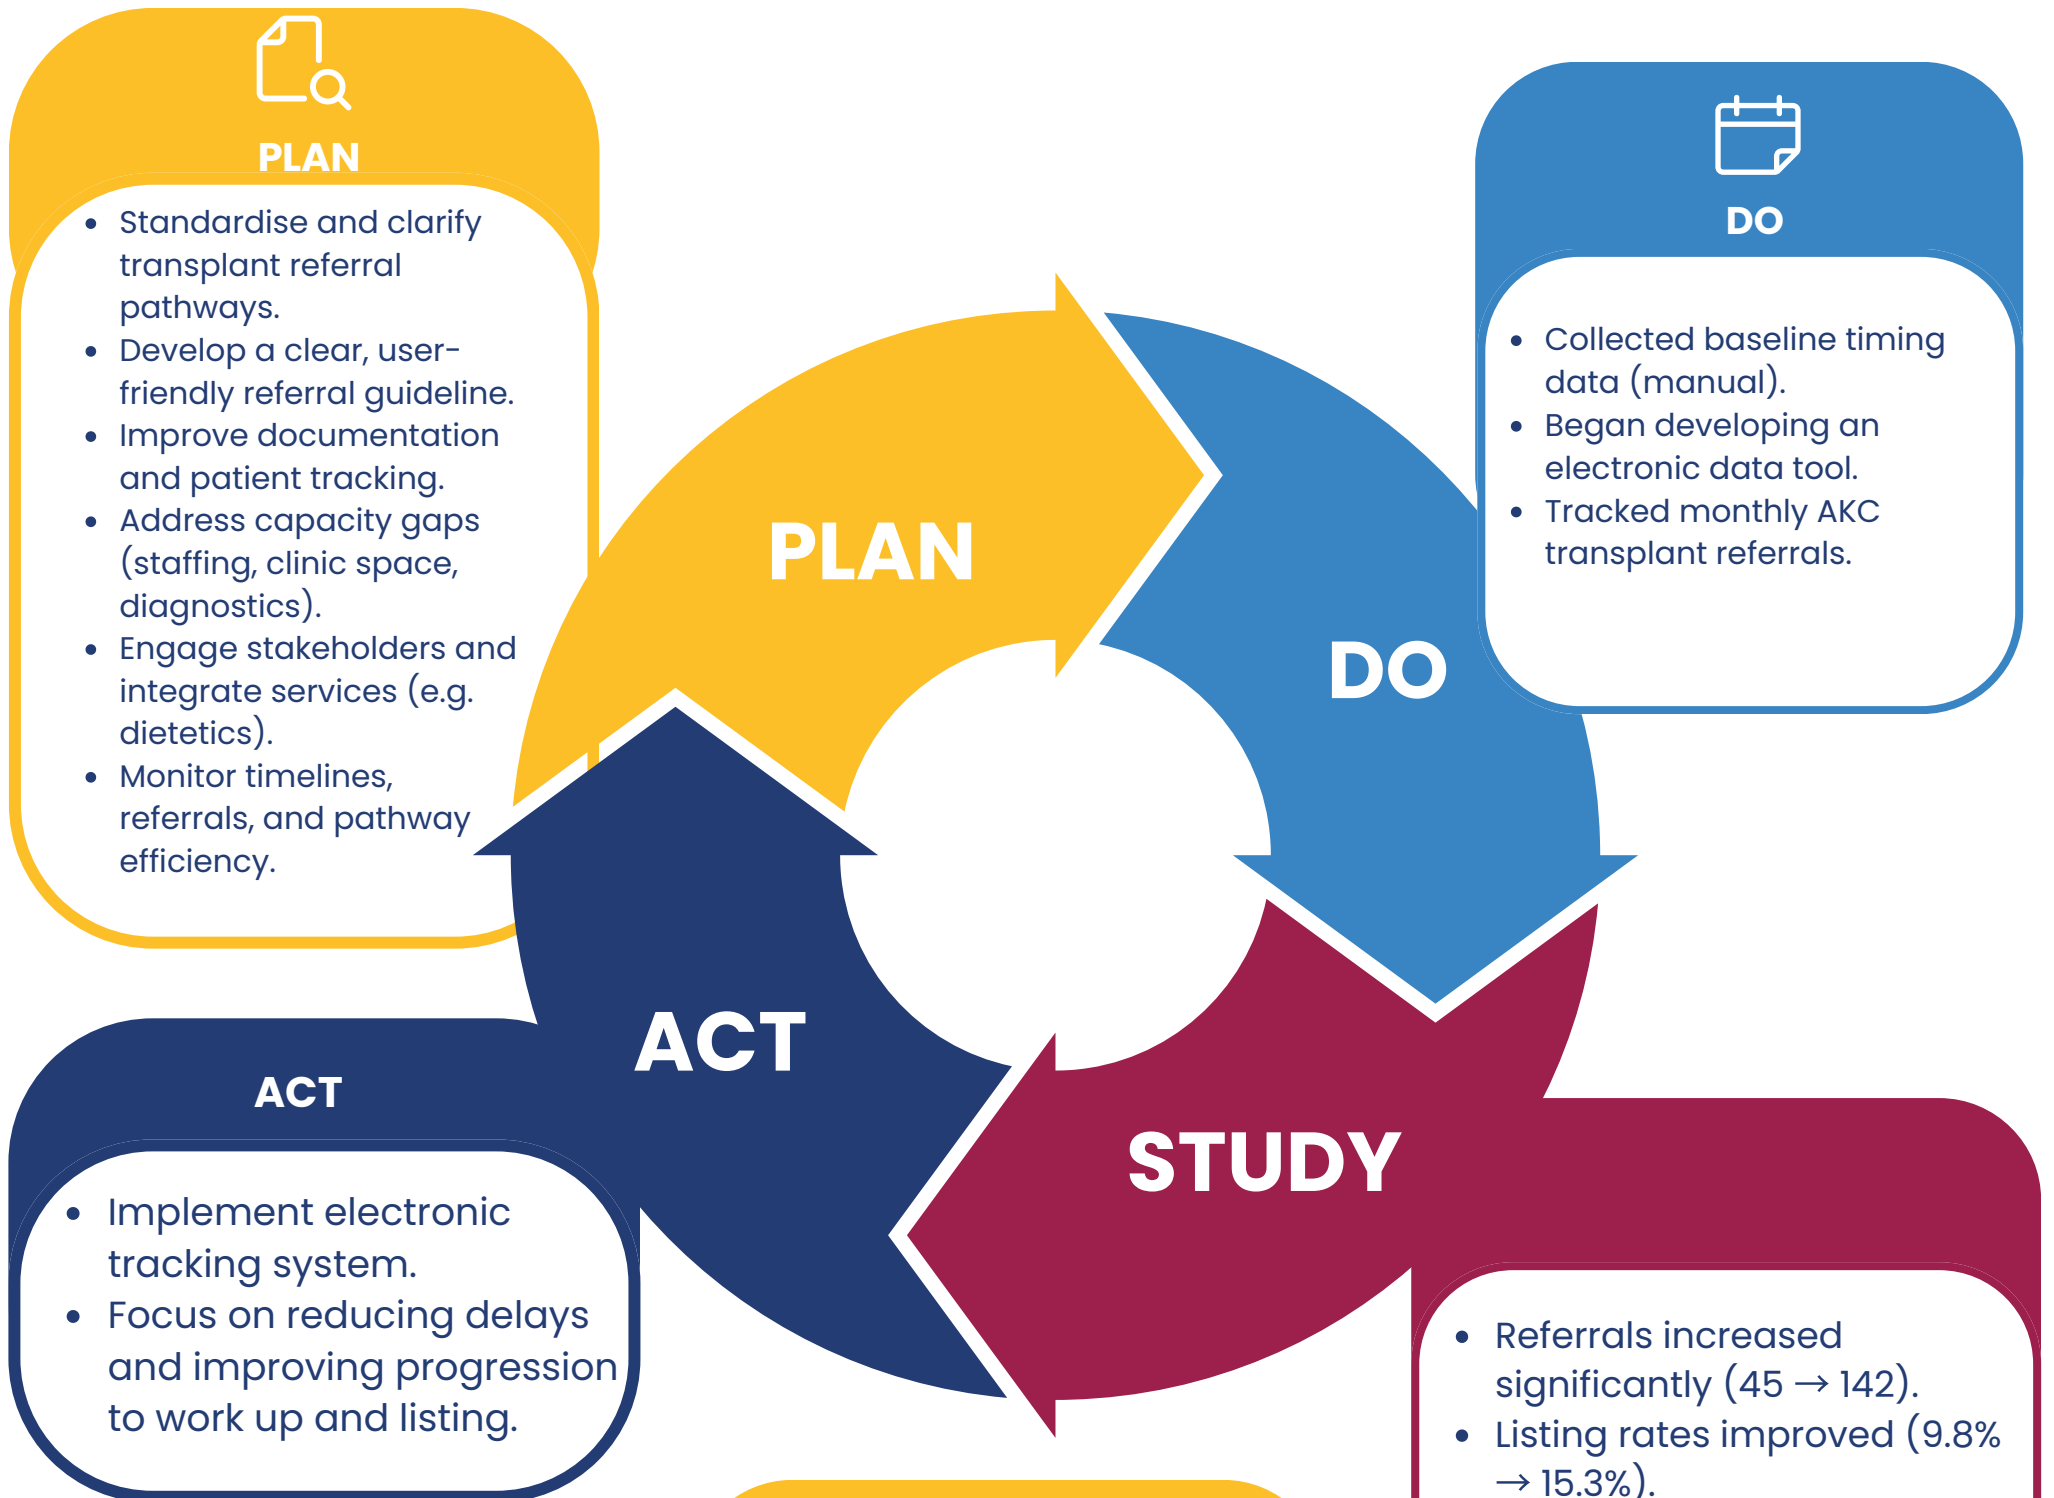 PLAN
• Standardise and clarify
transplant referral
pathways.
• Develop a clear, user-
friendly referral guideline.
• Improve documentation
and patient tracking.
• Address capacity gaps
(staffing, clinic space,
diagnostics).
• Engage stakeholders and
integrate services (e.g.
dietetics).
• Monitor timelines,
referrals, and pathway
efficiency.
DO
• Collected baseline timing
data (manual).
• Began developing an
electronic data tool.
• Tracked monthly AKC
transplant referrals.
PLAN
DO
ACT
STUDY
ACT
• Implement electronic
tracking system.
• Focus on reducing delays
and improving progression
to work up and listing.
• Referrals increased
significantly (45 → 142).
• Listing rates improved (9.8%
→ 15.3%).